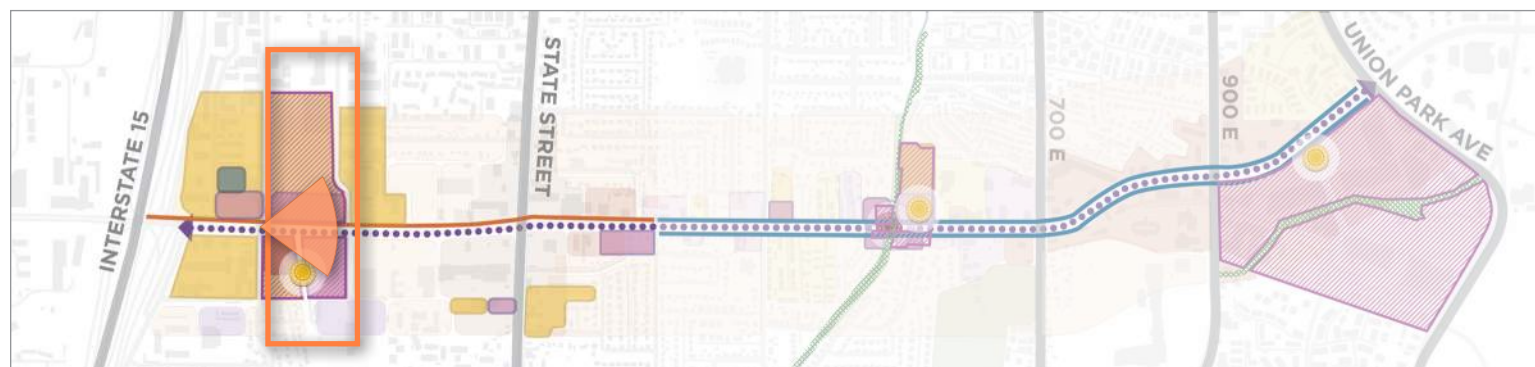 INTERSTATE 15
STATE STREET
700 E
900 E
UNION PARK AVE